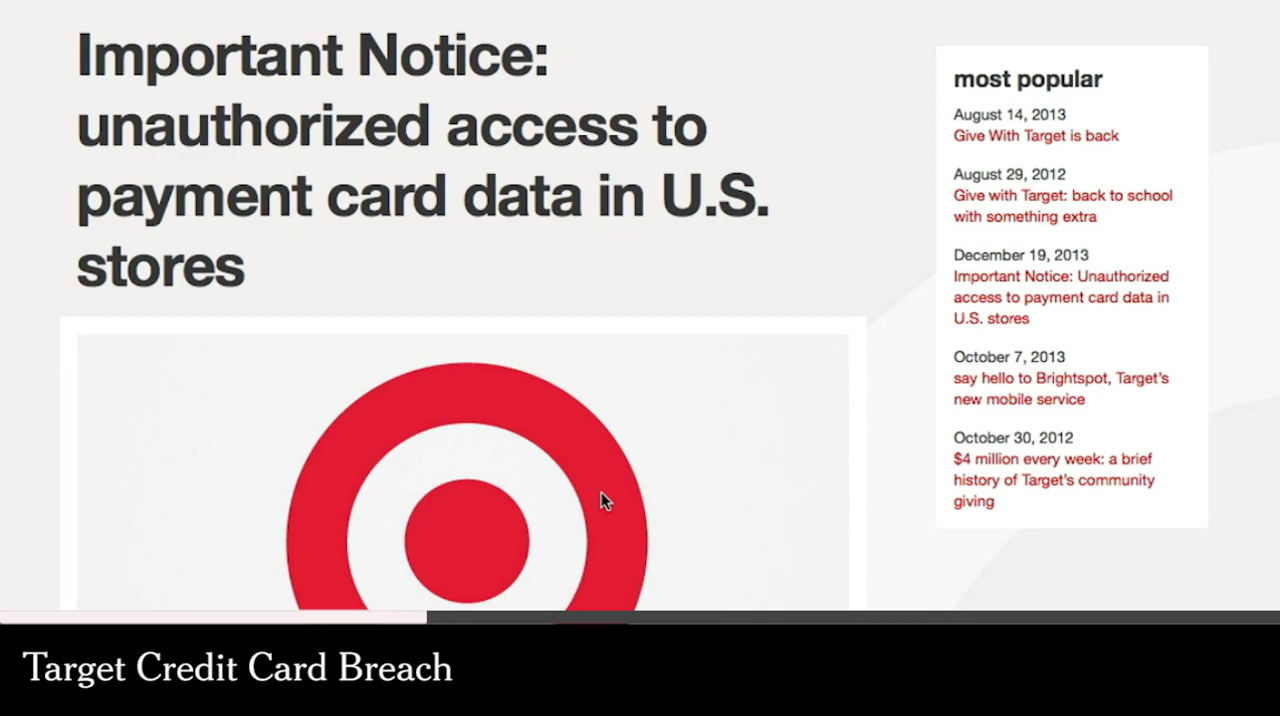 Important Notice:
unauthorized access to
payment card data in U.S.
stores
most popular
August 14, 2013
Give With Target is back
August 29, 2012
Give with Target: back to school
with something extra
December 19, 2013
Important Notice: Unauthorized
access to payment card data in
U.S. stores
October 7, 2013
say hello to Brightspot, Target's
new mobile service
October 30, 2012
$4 million every week: a brief
history of Target's community
giving
Target Credit Card Breach